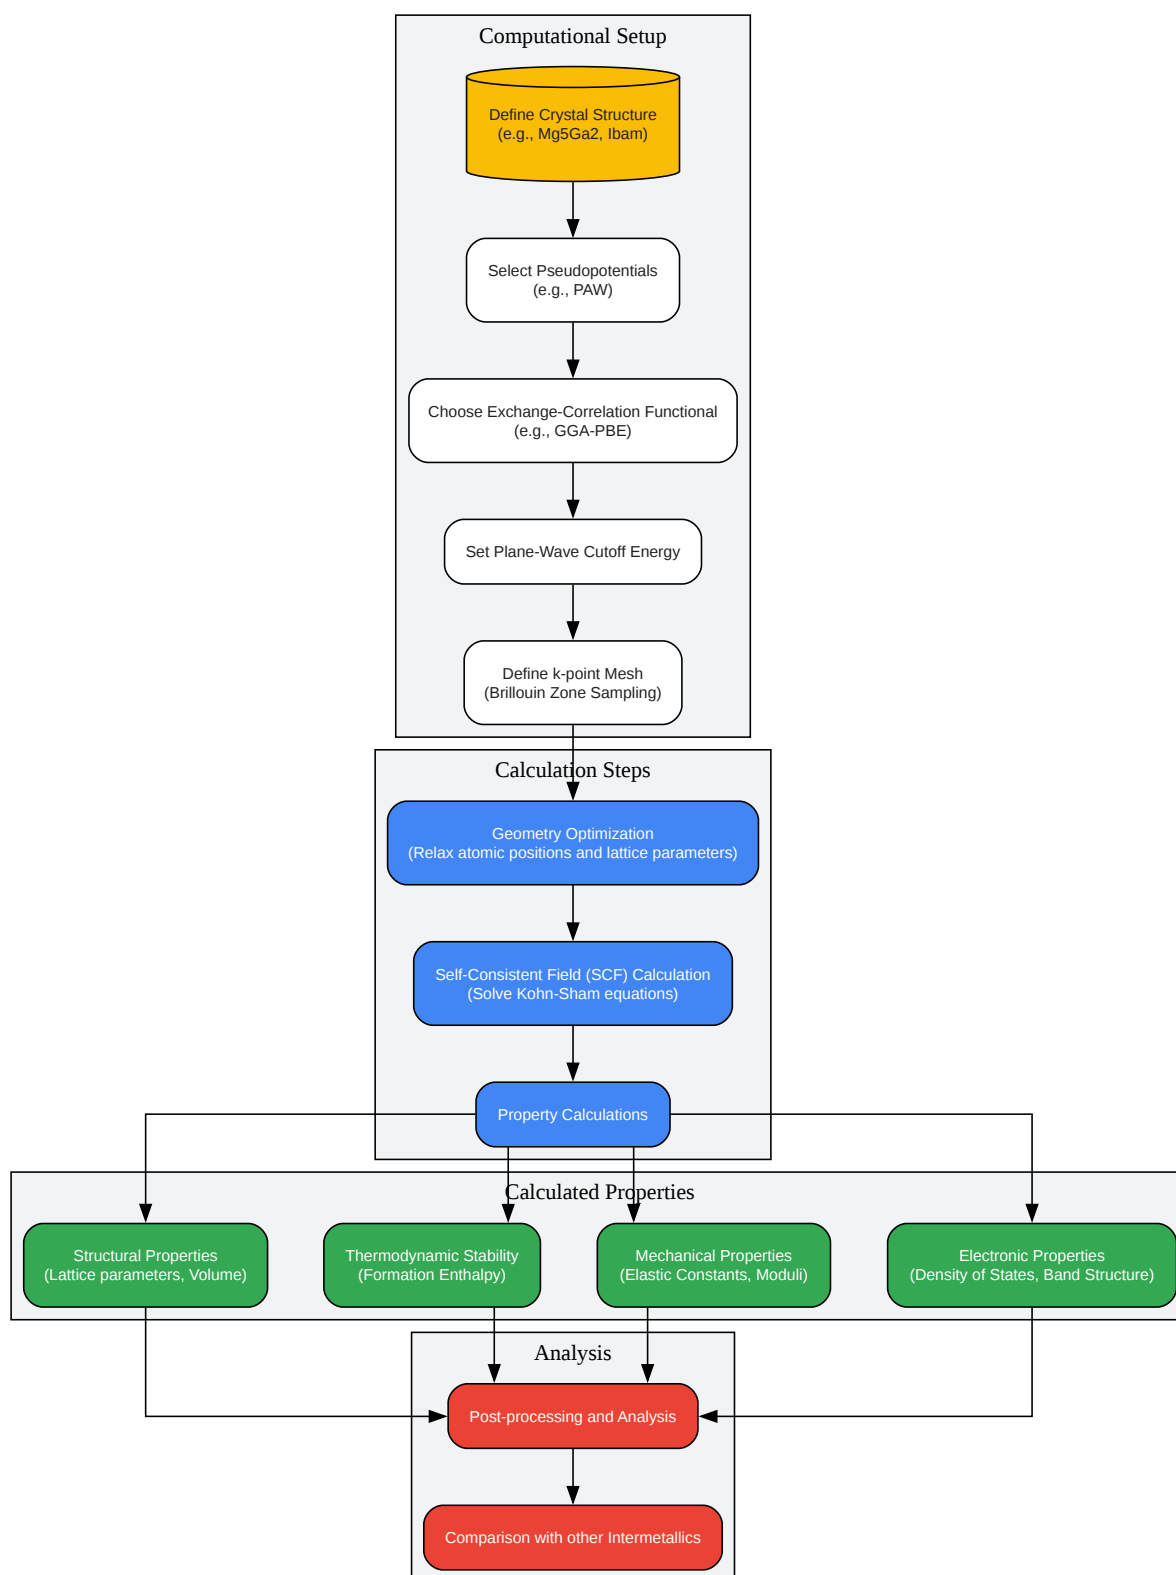 Computational Setup
Define Crystal Structure
(e.g., Mg5Ga2, Ibam)
Select Pseudopotentials
(e.g., PAW)
Choose Exchange-Correlation Functional
(e.g., GGA-PBE)
Set Plane-Wave Cutoff Energy
Define k-point Mesh
(Brillouin Zone Sampling)
Calculation Steps
Geometry Optimization
(Relax atomic positions and lattice parameters)
Self-Consistent Field (SCF) Calculation
(Solve Kohn-Sham equations)
Property Calculations
Calculated Properties
Structural Properties
(Lattice parameters, Volume)
Thermodynamic Stability
(Formation Enthalpy)
Mechanical Properties
(Elastic Constants, Moduli)
Electronic Properties
(Density of States, Band Structure)
Analysis
Post-processing and Analysis
Comparison with other Intermetallics